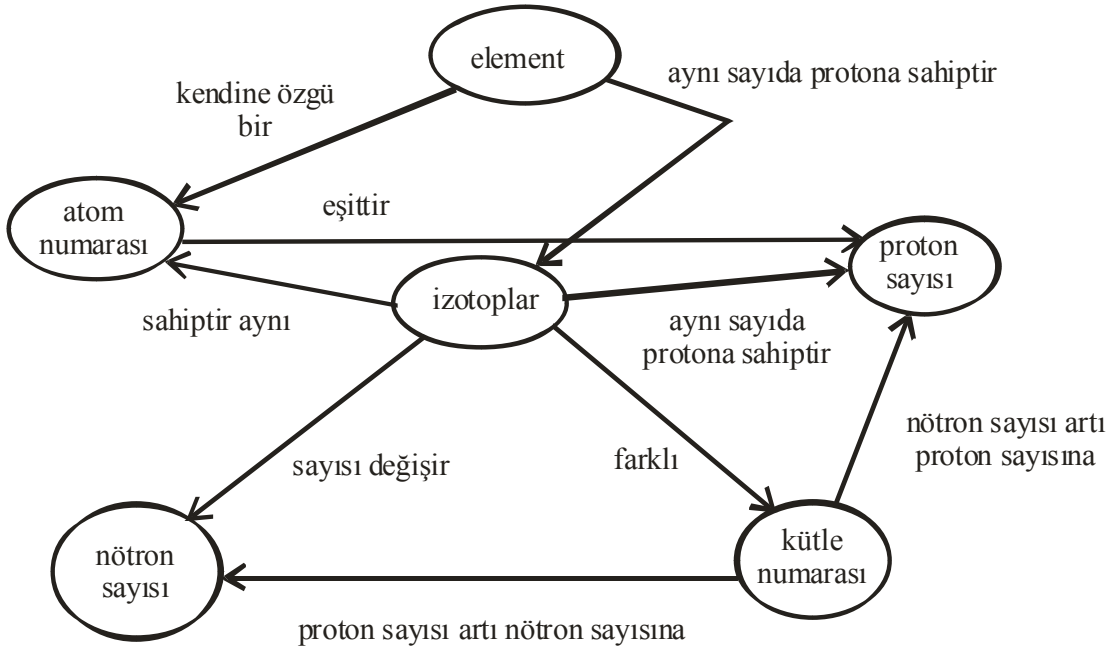 element
aynı sayıda protona sahiptir
kendine özgü
bir
atom
numarası
eşittir
proton
sayısı
izotoplar
sahiptir aynı
aynı sayıda
protona sahiptir
nötron sayısı artı
proton sayısına
sayısı değişir
farklı
nötron
sayısı
kütle
numarası
proton sayısı artı nötron sayısına